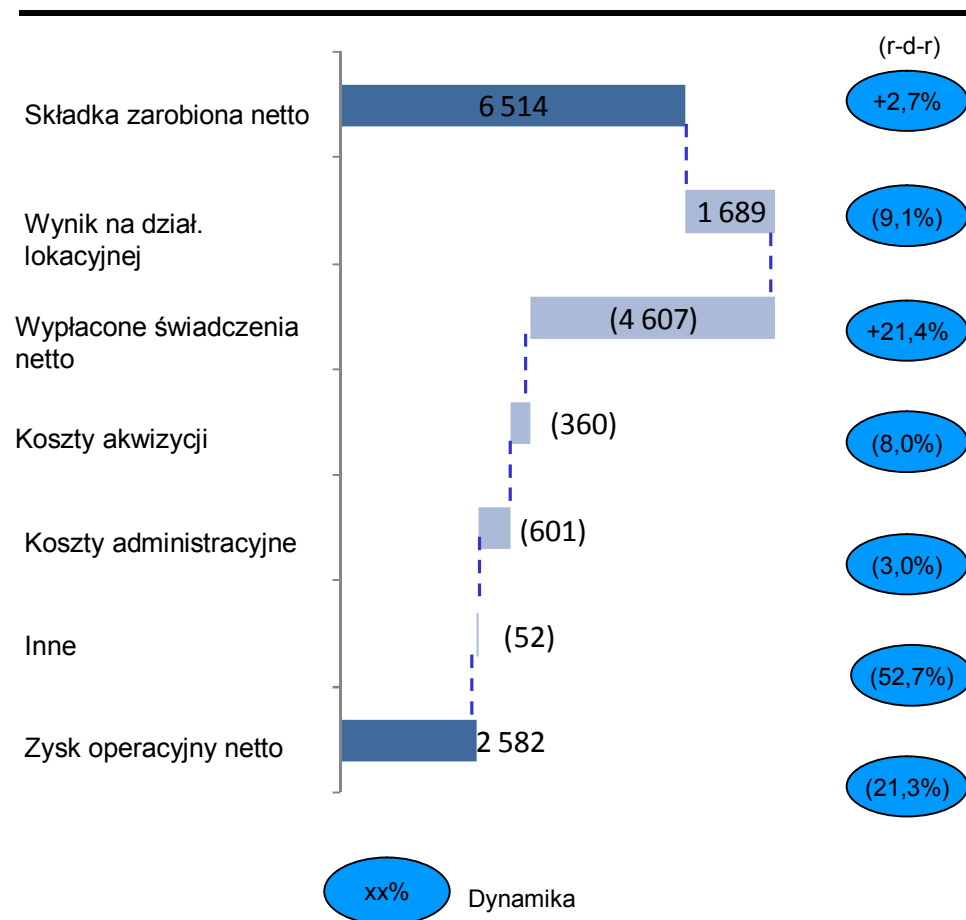 (r-d-r)
Składka zarobiona netto 6 514 +2,7%
Wynik na dział.
lokacyjnej 1 689 (9,1%)
Wypłacone świadczenia
netto (4 607) +21,4%
Koszty akwizycji (360) (8,0%)
Koszty administracyjne (601) (3,0%)
Inne (52) (52,7%)
Zysk operacyjny netto 2 582 (21,3%)
xx% Dynamika